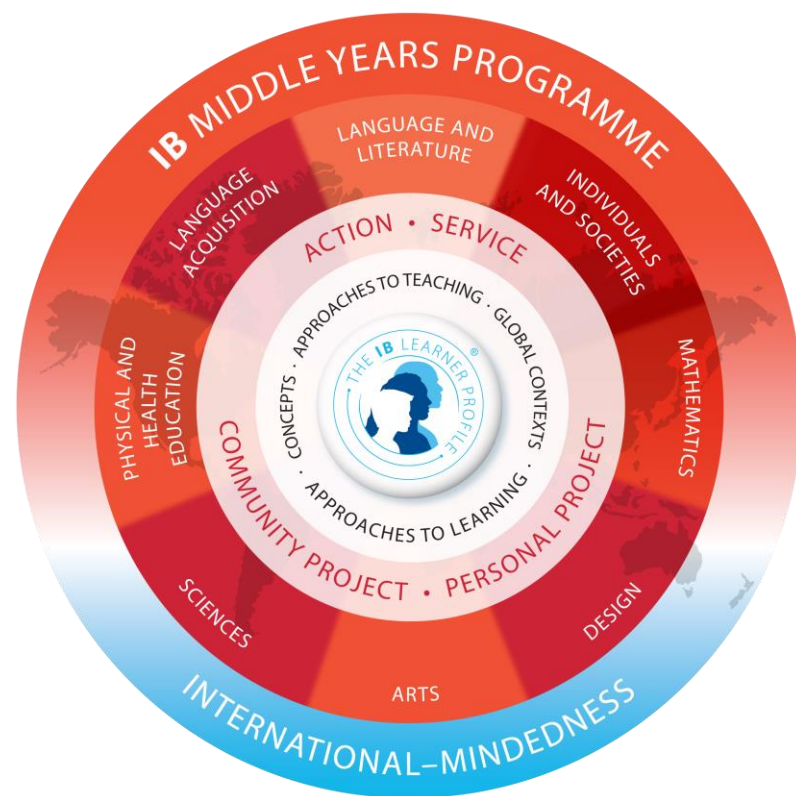 IB MIDDLE YEARS PROGRAMME
LANGUAGE AND
LITERATURE
INDIVIDUALS
AND SOCIETIES
MATHEMATICS
DESIGN
ARTS
SCIENCES
PHYSICAL AND
HEALTH
EDUCATION
LANGUAGE
ACQUISITION
ACTION • SERVICE
COMMUNITY PROJECT • PERSONAL PROJECT
APPROACHES TO TEACHING · GLOBAL CONTEXTS · APPROACHES TO LEARNING · CONCEPTS ·
THE IB LEARNER PROFILE ®
INTERNATIONAL–MINDEDNESS